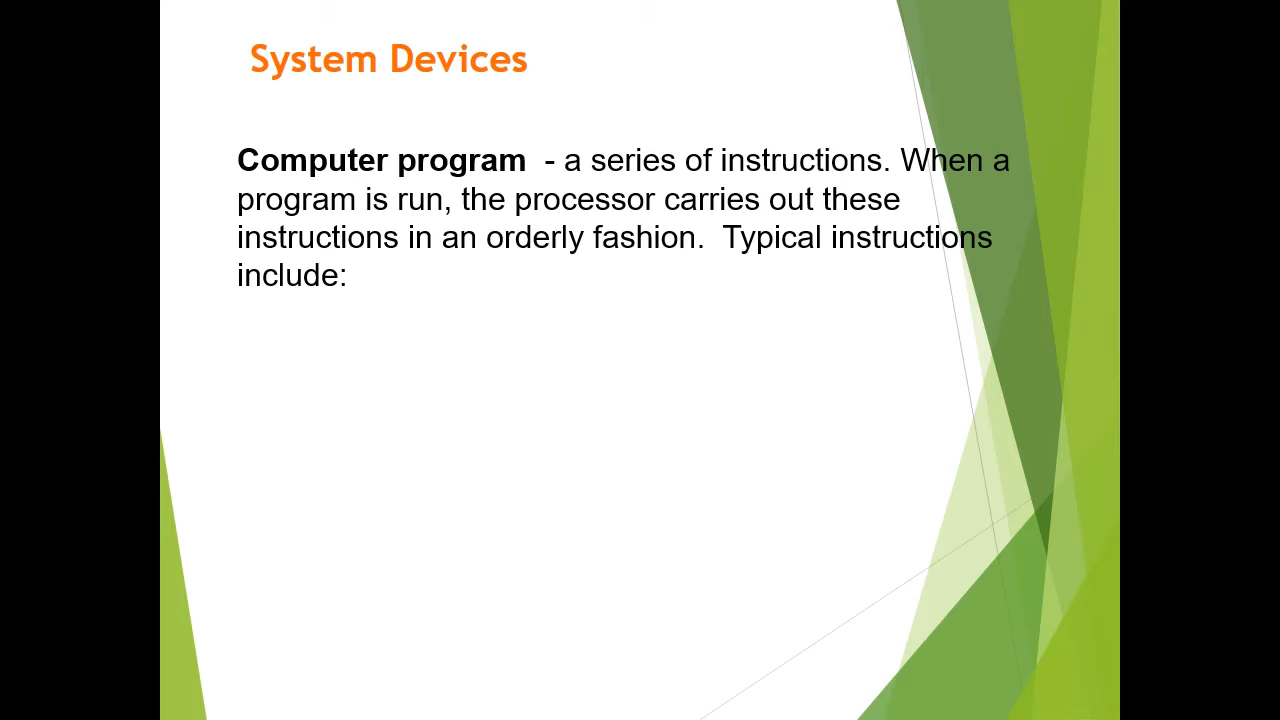 System Devices
Computer program  - a series of instructions. When a
program is run, the processor carries out these
instructions in an orderly fashion.  Typical instructions
include: